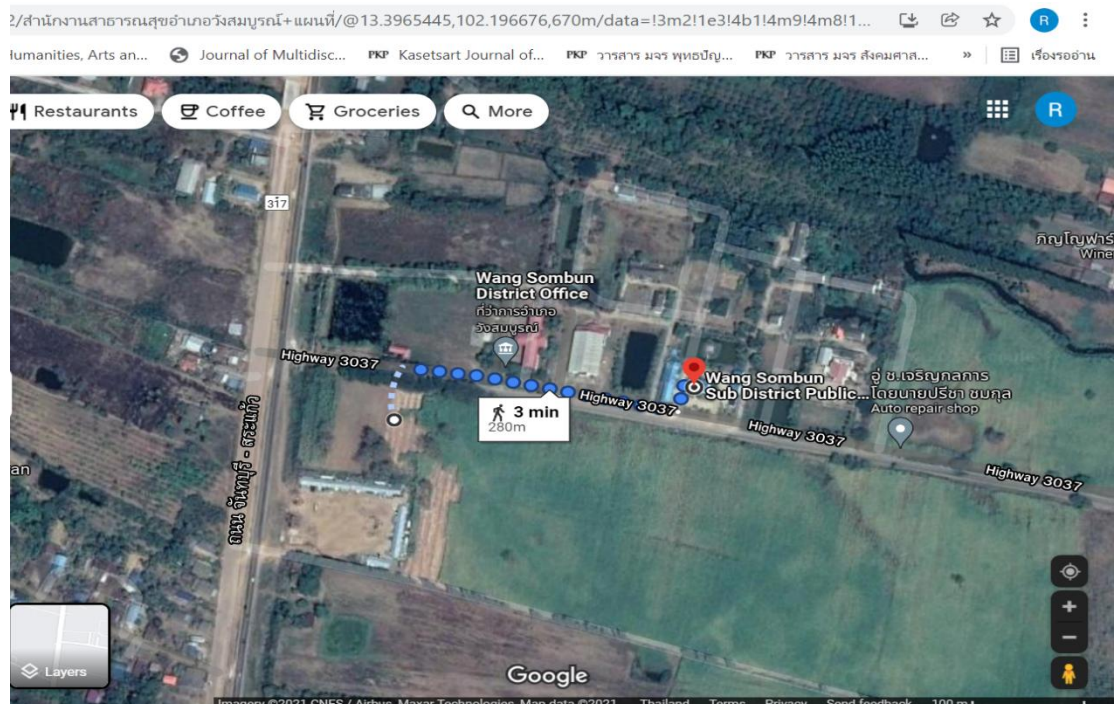 2/สำนักงานสาธารณสุขอำเภอวังสมบูรณ์+แผนที่/@13.3965445,102.196676,670m/data=!3m2!1e3!4b1!4m9!4m8!1...
R
Humanities, Arts an...
Journal of Multidisc...
PKP Kasetsart Journal of...
PKP วารสาร มจร พุทธปัญ...
PKP วารสาร มจร สังคมศาส...
»
เรื่องรออ่าน
Restaurants
Coffee
Groceries
More
R
317
ภิญโญฟาร์
Wine
Wang Sombun
District Office
ที่ว่าการอำเภอ
วังสมบูรณ์
Highway 3037
Wang Sombun
Sub District Public...
อู่ ช.เจริญกลการ
โดยนายปรีชา ชมกุล
Auto repair shop
3 min
280m
Highway 3037
Highway 3037
Highway 3037
ถนน จันทบุรี - สระแก้ว
an
Layers
Google
Imagery ©2021 CNES / Airbus, Maxar Technologies, Map data ©2021 Thailand Terms Privacy Send feedback 100 m